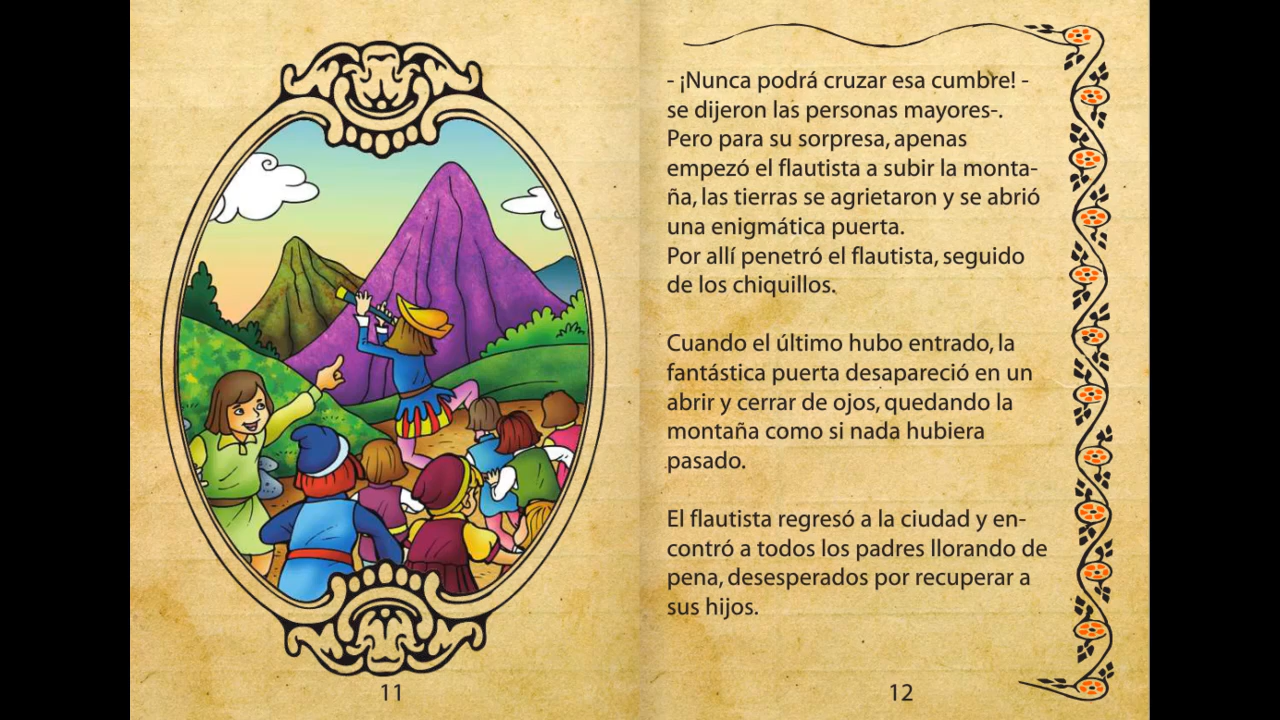 - ¡Nunca podrá cruzar esa cumbre! -
se dijeron las personas mayores-.
Pero para su sorpresa, apenas
empezó el flautista a subir la monta-
ña, las tierras se agrietaron y se abrió
una enigmática puerta.
Por allí penetró el flautista, seguido
de los chiquillos.
Cuando el último hubo entrado, la
fantástica puerta desapareció en un
abrir y cerrar de ojos, quedando la
montaña como si nada hubiera
pasado.
El flautista regresó a la ciudad y en-
contró a todos los padres llorando de
pena, desesperados por recuperar a
sus hijos.
11
12